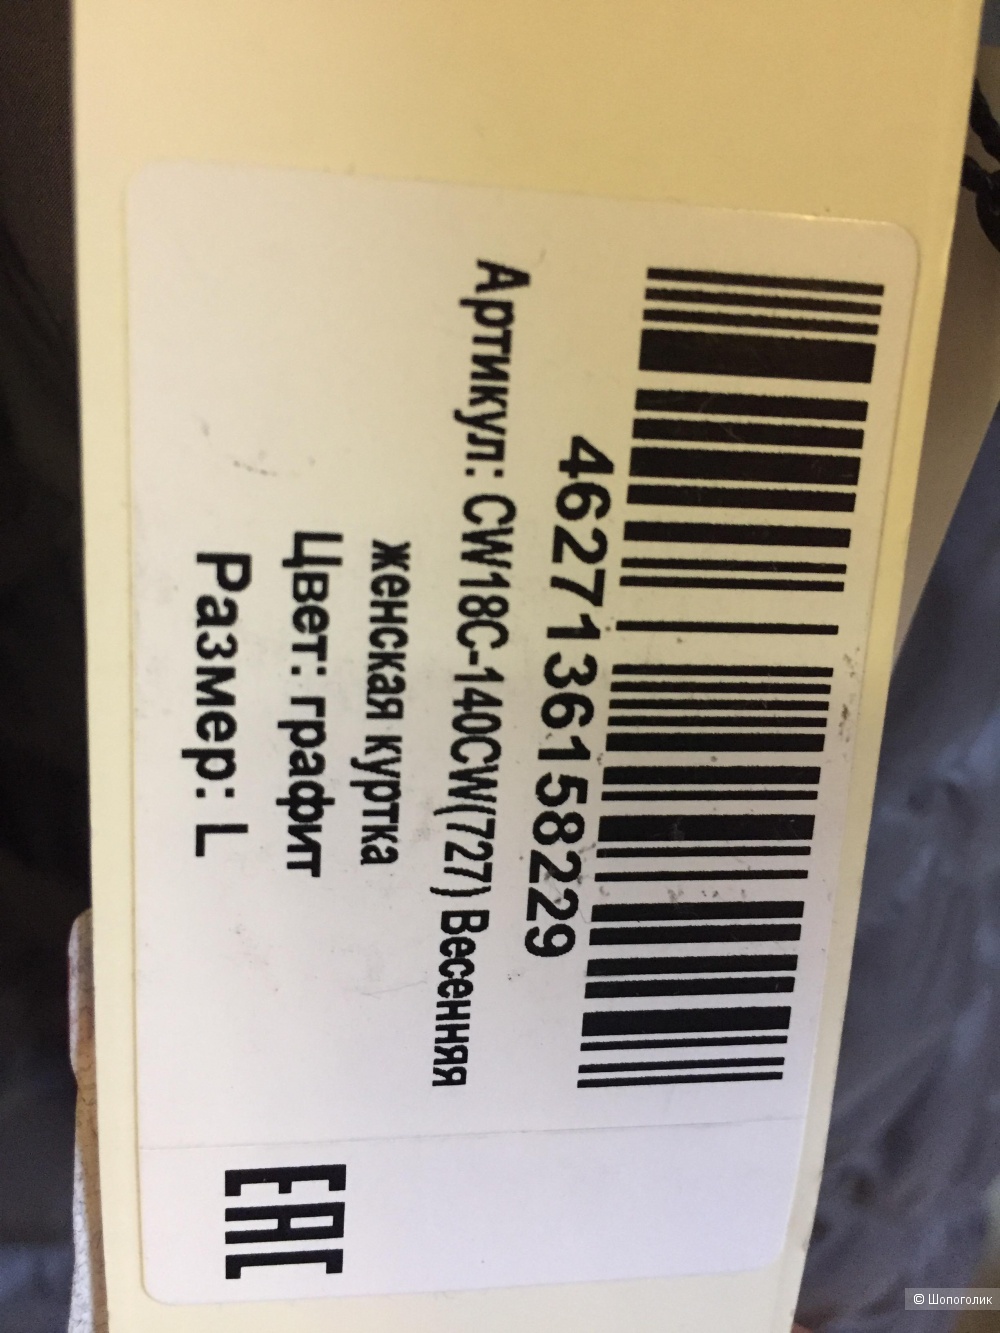 4627136158229
Артикул: CW18C-140CW(727) Весенняя
женская куртка
Цвет: графит
Размер: L
EAC
© Шопоголик